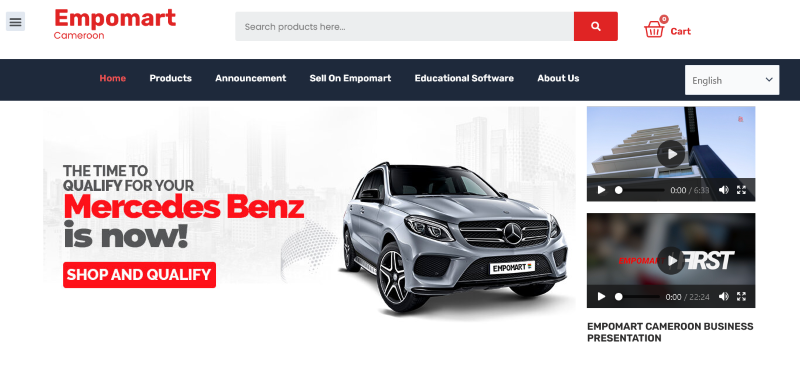 Empomart
Cameroon
Search products here...
0
Cart
Home
Products
Announcement
Sell On Empomart
Educational Software
About Us
English
THE TIME TO
QUALIFY FOR YOUR
Mercedes Benz
is now!
SHOP AND QUALIFY
EMPOMART
0:00 / 6:33
EMPOMAR
FIRST
0:00 / 22:24
EMPOMART CAMEROON BUSINESS
PRESENTATION